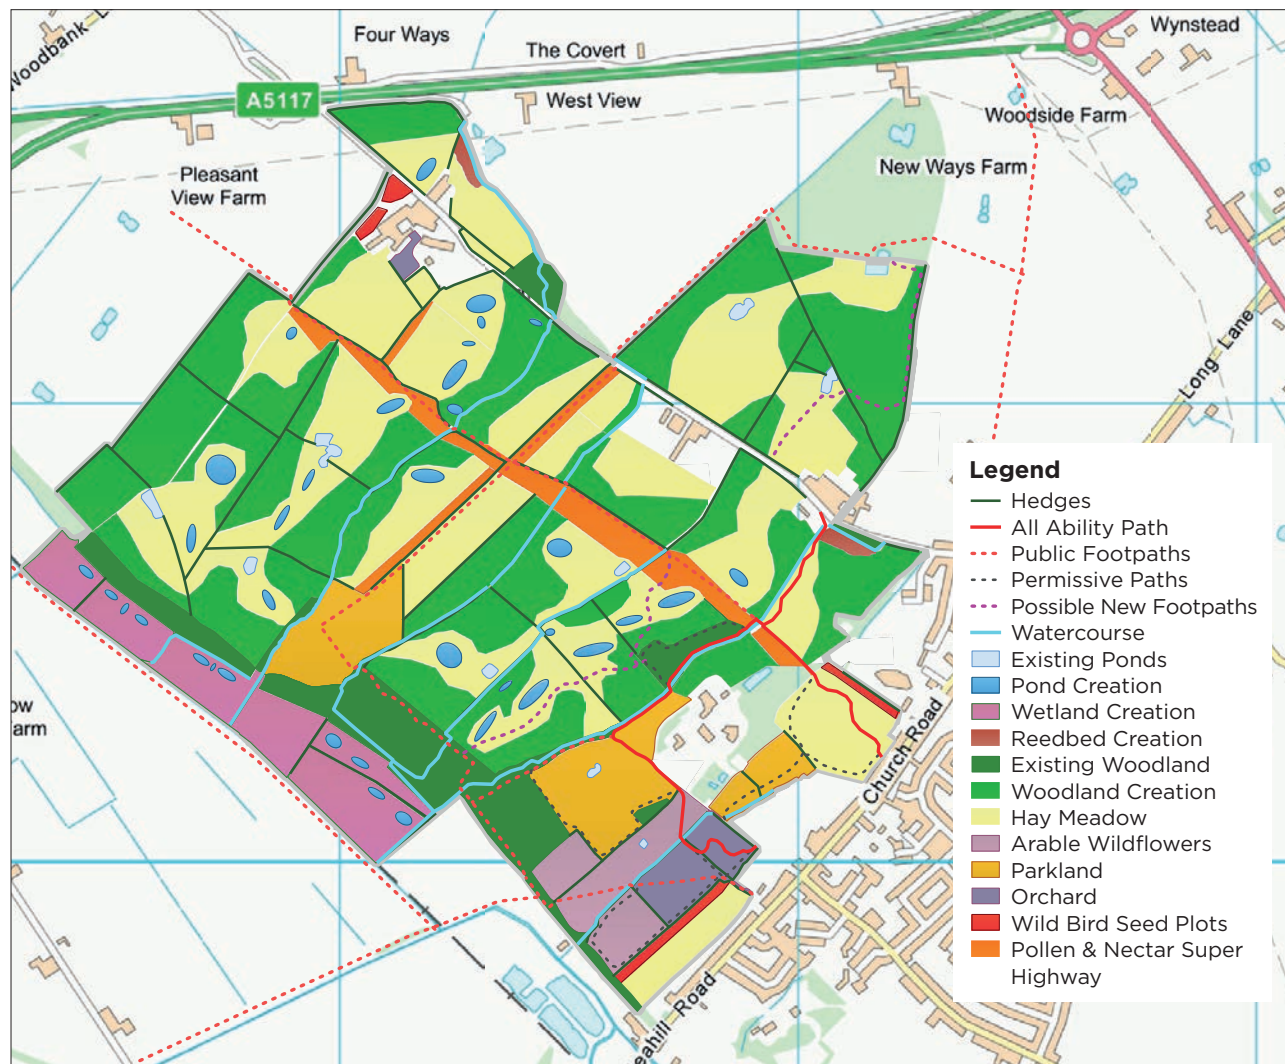 Four Ways
Wynstead
The Covert
A5117
West View
Woodside Farm
Pleasant
View Farm
New Ways Farm
Long Lane
Church Road
Road
Legend
Hedges
All Ability Path
Public Footpaths
Permissive Paths
Possible New Footpaths
Watercourse
Existing Ponds
Pond Creation
Wetland Creation
Reedbed Creation
Existing Woodland
Woodland Creation
Hay Meadow
Arable Wildflowers
Parkland
Orchard
Wild Bird Seed Plots
Pollen & Nectar Super
Highway